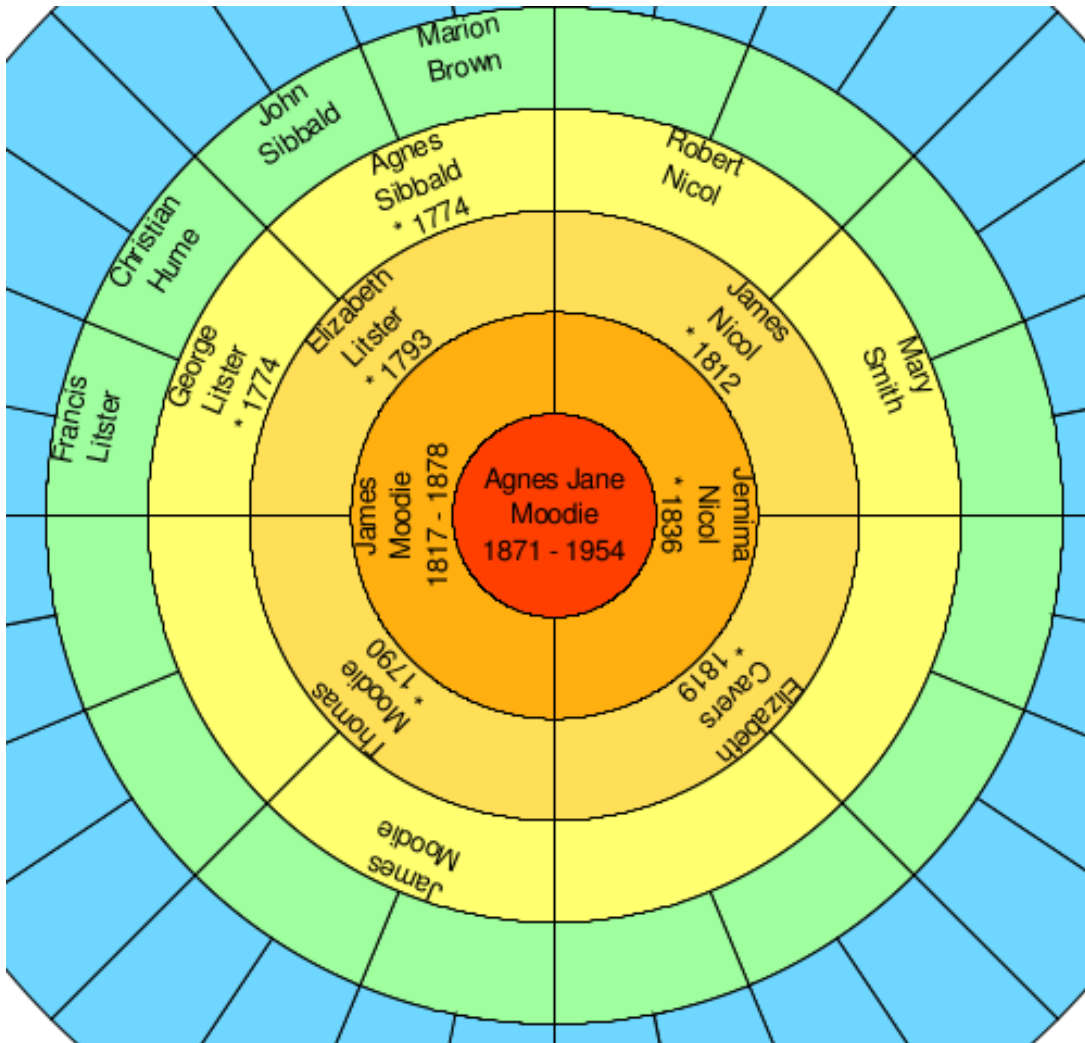 Agnes Jane
Moodie
1871 - 1954
James
Moodie
1817 - 1878
Jemima
Nicol
* 1836
Thomas
Moodie
* 1790
Elizabeth
Litster
* 1793
James
Nicol
* 1812
Elizabeth
Cavers
* 1819
James
Moodie
George
Litster
* 1774
Agnes
Sibbald
* 1774
Robert
Nicol
Mary
Smith
Francis
Litster
Christian
Hume
John
Sibbald
Marion
Brown